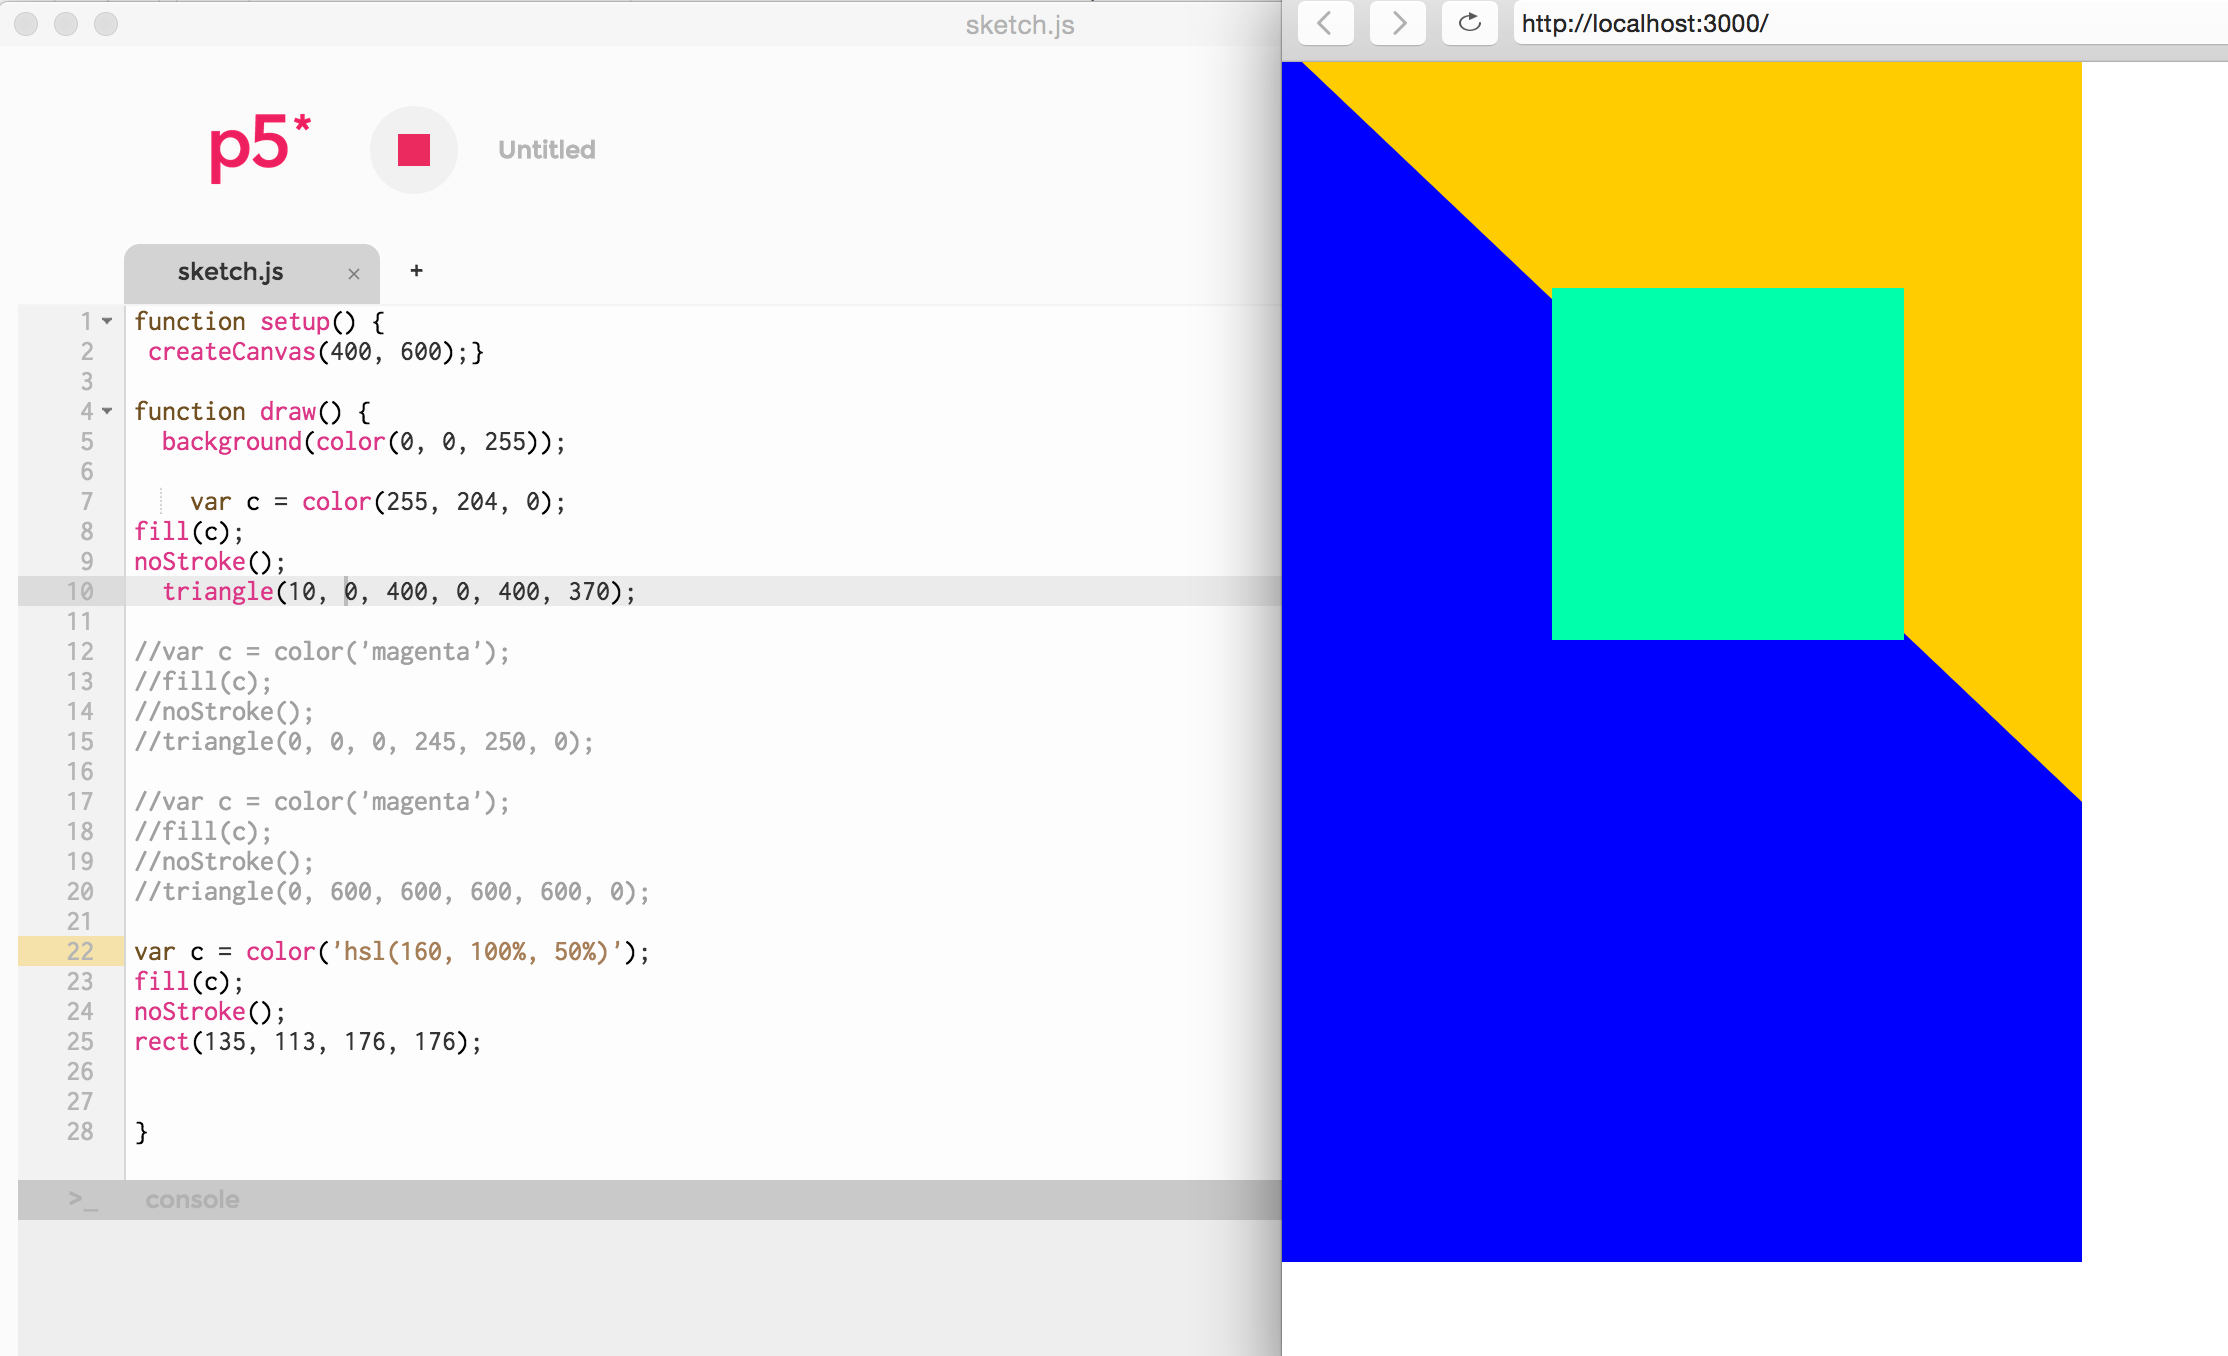 sketch.js
http://localhost:3000/
p5*
Untitled
sketch.js × +
1 function setup() {
2 createCanvas(400, 600);}
3
4 function draw() {
5 background(color(0, 0, 255));
6
7 var c = color(255, 204, 0);
8 fill(c);
9 noStroke();
10 triangle(10, 0, 400, 0, 400, 370);
11
12 //var c = color('magenta');
13 //fill(c);
14 //noStroke();
15 //triangle(0, 0, 0, 245, 250, 0);
16
17 //var c = color('magenta');
18 //fill(c);
19 //noStroke();
20 //triangle(0, 600, 600, 600, 600, 0);
21
22 var c = color('hsl(160, 100%, 50%)');
23 fill(c);
24 noStroke();
25 rect(135, 113, 176, 176);
26
27
28 }
>_ console